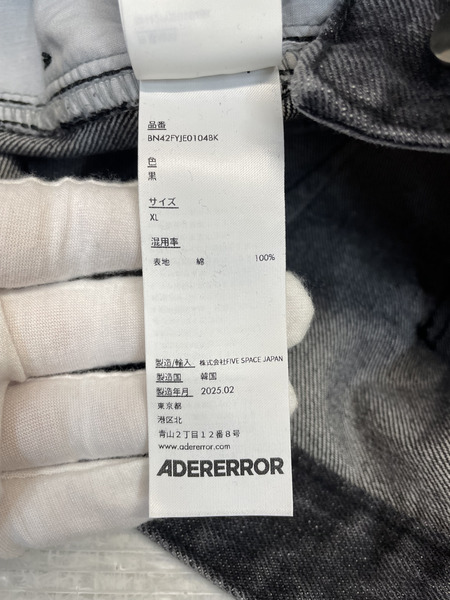 品番
BN42FYJE0104BK
色
黒
サイズ
XL
混用率
表地 綿 100%
製造/輸入 株式会社FIVE SPACE JAPAN
製造国 韓国
製造年月 2025.02
東京都
港区北
青山2丁目12番8号
www.adererror.com
ADERERROR